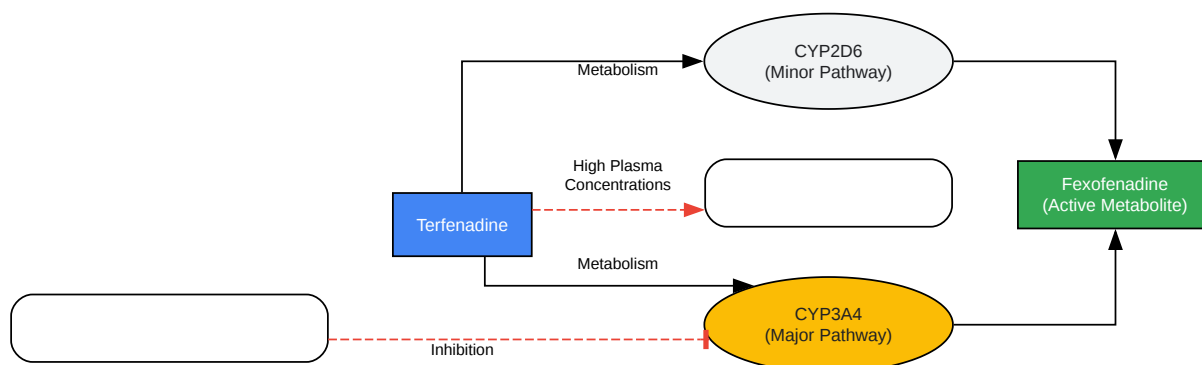 CYP2D6
(Minor Pathway)
Metabolism
High Plasma
Concentrations
Fexofenadine
(Active Metabolite)
Terfenadine
Metabolism
CYP3A4
(Major Pathway)
Inhibition